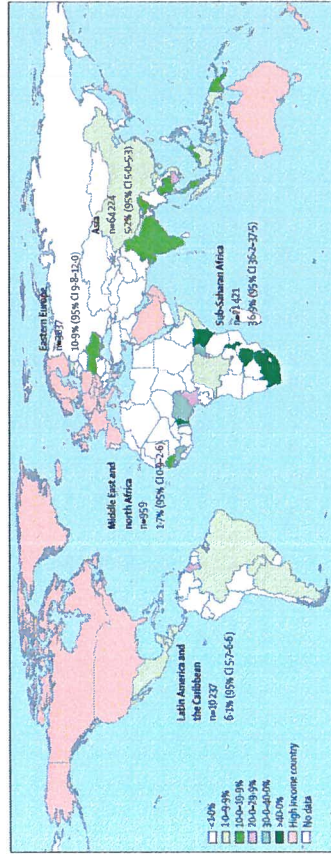 Eastern Europe
n=3037
10·9% (95% CI 9·8–12·0)
Asia
n=64 224
5·2% (95% CI 5·0–5·3)
Middle East and
north Africa
n=959
1·7% (95% CI 0·9–2·6)
Sub-Saharan Africa
36·9% (95% CI 36·2–37·5)
Latin America and
the Caribbean
n=10 237
6·1% (95% CI 5·7–6·6)
<1·0%
1·0–9·9%
10·0–19·9%
20·0–29·9%
30·0–40·0%
>40·0%
High income country
No data